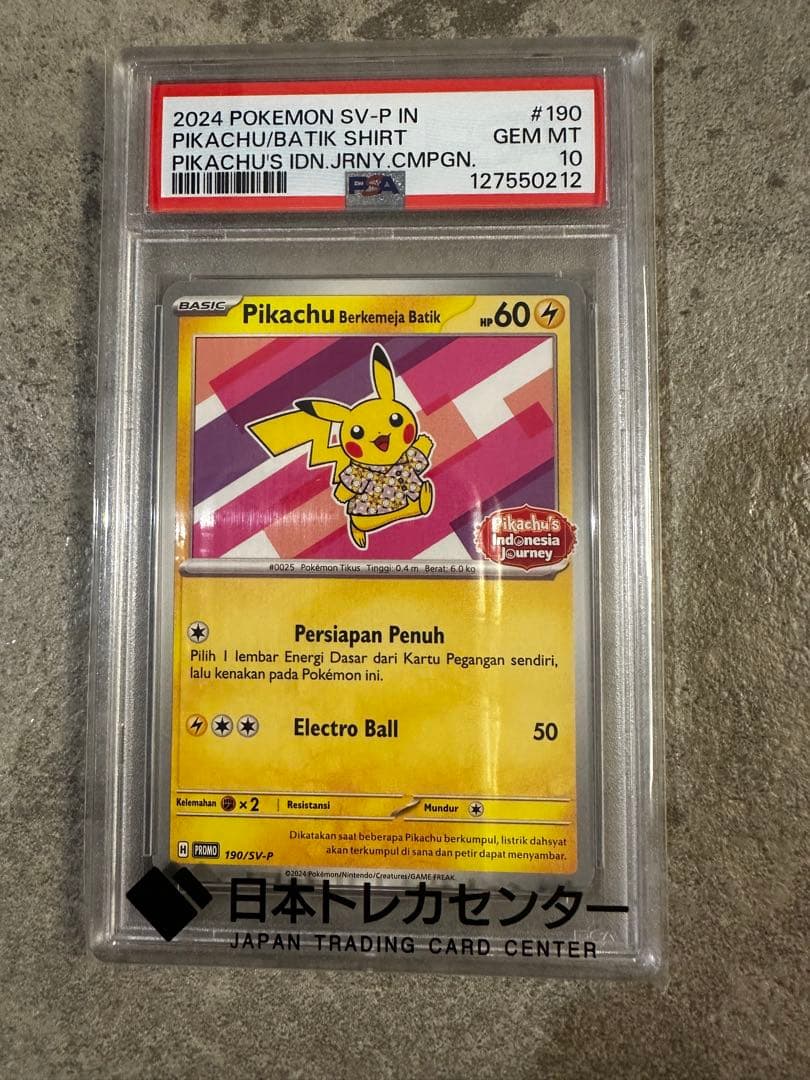 2024 POKEMON SV-P IN #190
PIKACHU/BATIK SHIRT GEM MT
PIKACHU'S IDN.JRNY.CMPGN. 10
PSA 127550212
BASIC Pikachu Berkemeja Batik HP 60
Pikachu's
Indonesia
Journey
#0025 Pokémon Tikus Tinggi: 0.4 m Berat: 6.0 kg
Persiapan Penuh
Pilih 1 lembar Energi Dasar dari Kartu Pegangan sendiri,
lalu kenakan pada Pokémon ini.
Electro Ball 50
Kelemahan ×2 Resistansi Mundur
Dikatakan saat beberapa Pikachu berkumpul, listrik dahsyat
akan terkumpul di sana dan petir dapat menyambar.
H PROMO 190/SV-P
©2024 Pokémon/Nintendo/Creatures/GAME FREAK.
日本トレカセンター
JAPAN TRADING CARD CENTER